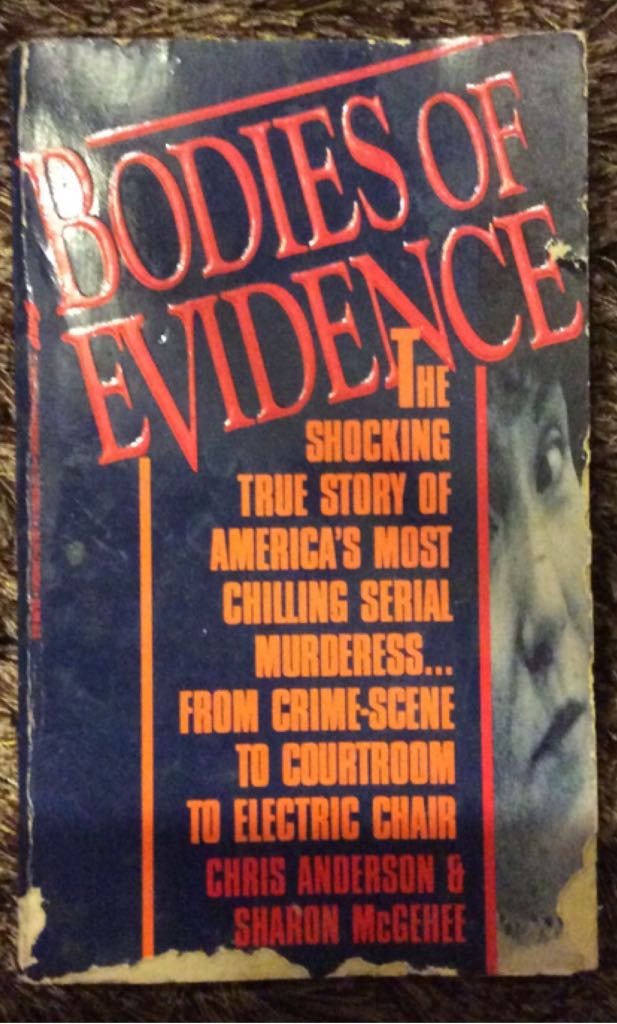 BODIES OF
EVIDENCE
THE
SHOCKING
TRUE STORY OF
AMERICA'S MOST
CHILLING SERIAL
MURDERESS...
FROM CRIME-SCENE
TO COURTROOM
TO ELECTRIC CHAIR
CHRIS ANDERSON &
SHARON McGEHEE